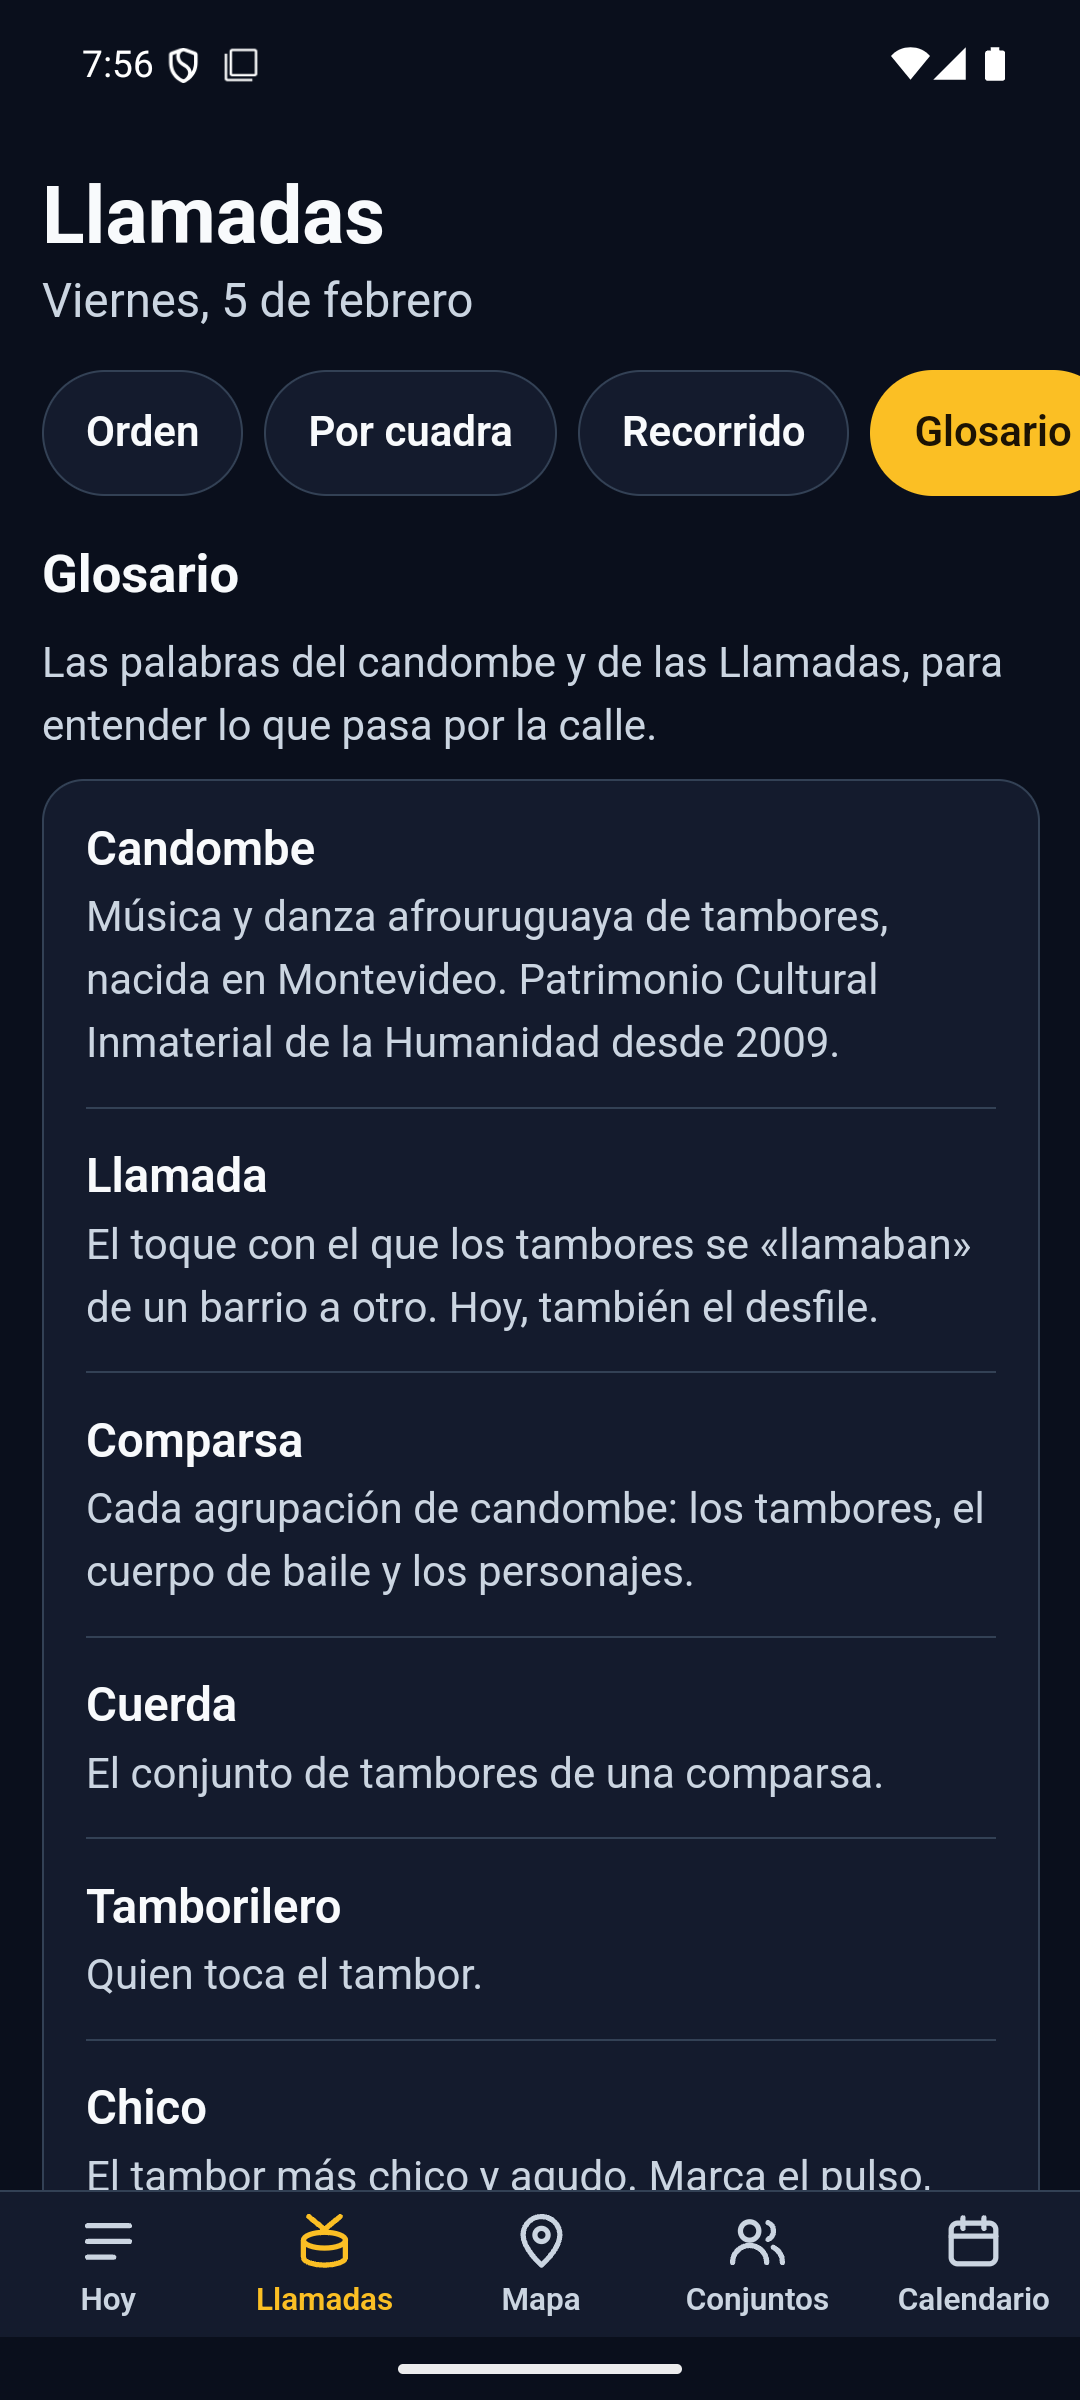 7:56
Llamadas
Viernes, 5 de febrero
Orden
Por cuadra
Recorrido
Glosario
Glosario
Las palabras del candombe y de las Llamadas, para
entender lo que pasa por la calle.
Candombe
Música y danza afrouruguaya de tambores,
nacida en Montevideo. Patrimonio Cultural
Inmaterial de la Humanidad desde 2009.
Llamada
El toque con el que los tambores se «llamaban»
de un barrio a otro. Hoy, también el desfile.
Comparsa
Cada agrupación de candombe: los tambores, el
cuerpo de baile y los personajes.
Cuerda
El conjunto de tambores de una comparsa.
Tamborilero
Quien toca el tambor.
Chico
El tambor más chico y agudo. Marca el pulso,
Hoy
Llamadas
Mapa
Conjuntos
Calendario